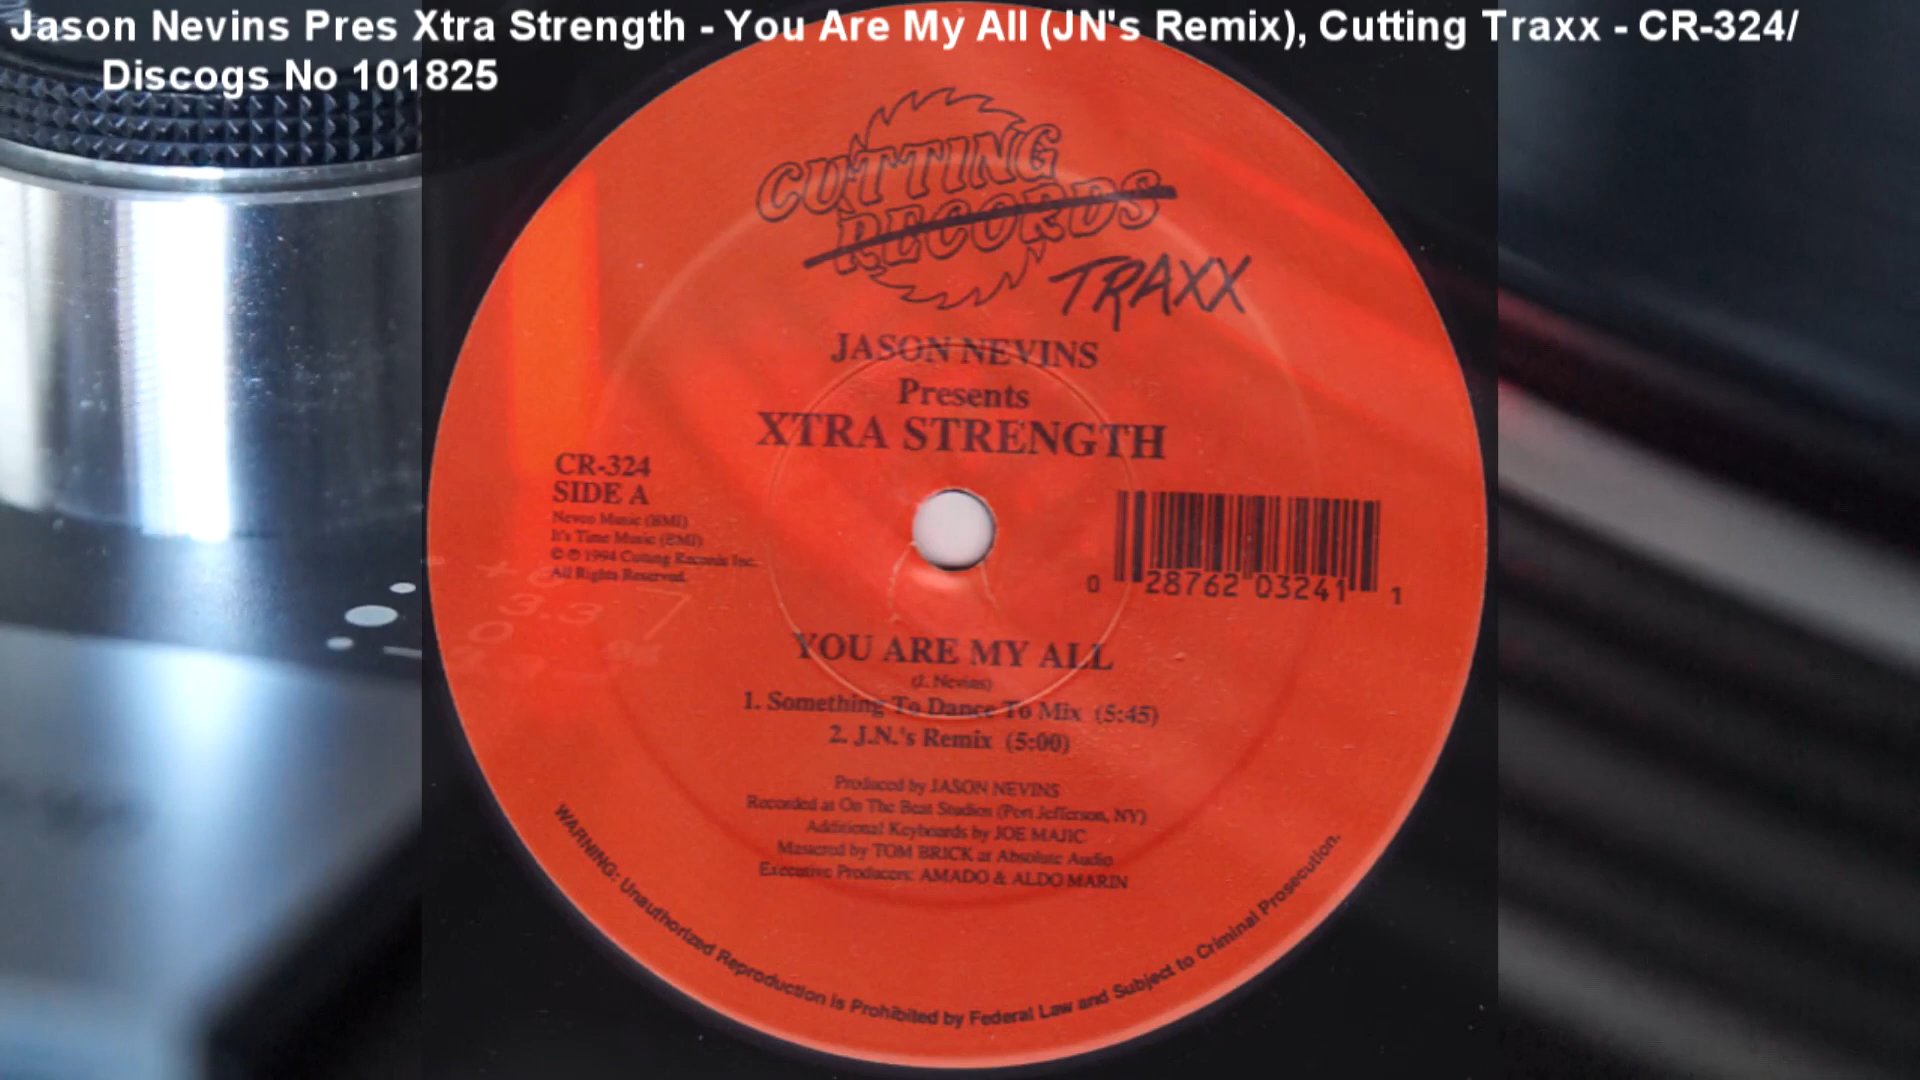 Jason Nevins Pres Xtra Strength - You Are My All (JN's Remix), Cutting Traxx - CR-324/
Discogs No 101825
CUTTING
RECORDS
TRAXX
JASON NEVINS
Presents
XTRA STRENGTH
CR-324
SIDE A
Nevco Music (BMI)
It's Time Music (BMI)
© ℗ 1994 Cutting Records Inc.
All Rights Reserved.
0 28762 03241 1
YOU ARE MY ALL
(J. Nevins)
1. Something To Dance To Mix (5:45)
2. J.N.'s Remix (5:00)
Produced by JASON NEVINS
Recorded at On The Beat Studios (Port Jefferson, NY)
Additional Keyboards by JOE MAJIC
Mastered by TOM BRICK at Absolute Audio
Executive Producers: AMADO & ALDO MARIN
WARNING: Unauthorized Reproduction is Prohibited by Federal Law and Subject to Criminal Prosecution.